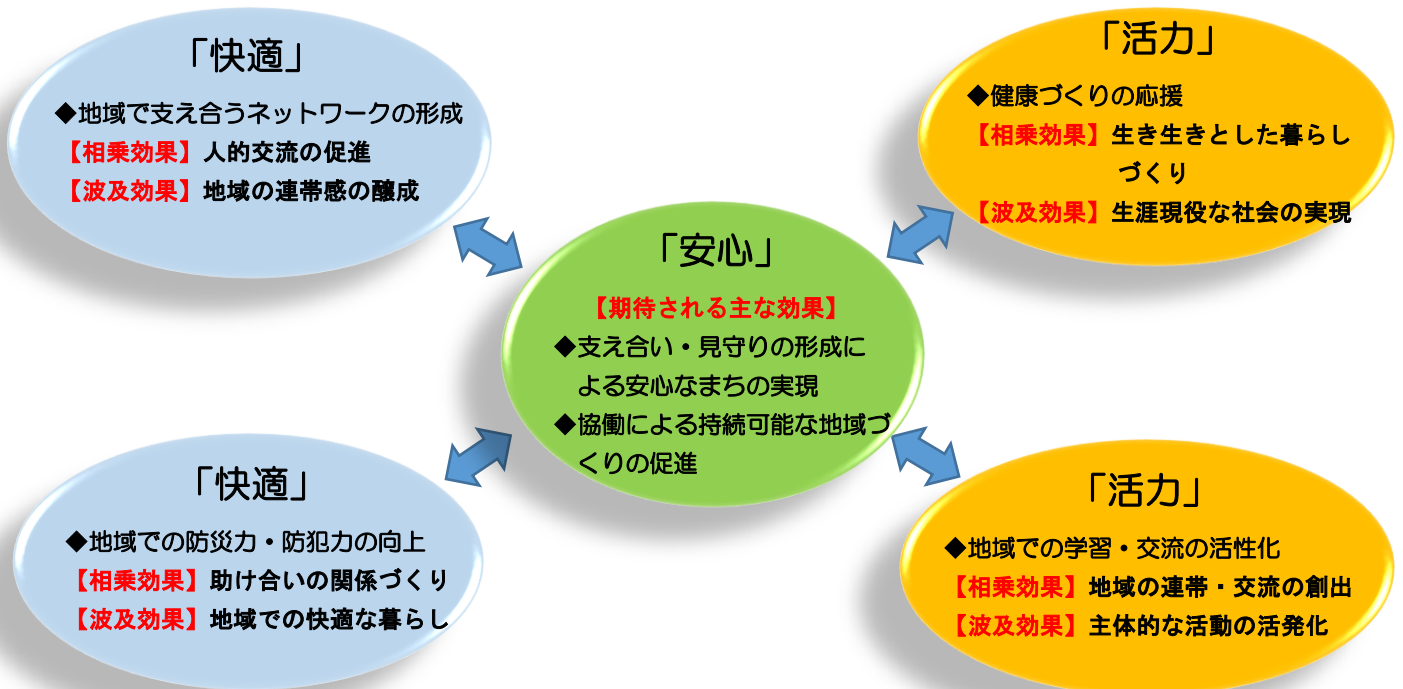 「快適」
◆地域で支え合うネットワークの形成
【相乗効果】人的交流の促進
【波及効果】地域の連帯感の醸成
「活力」
◆健康づくりの応援
【相乗効果】生き生きとした暮らし
づくり
【波及効果】生涯現役な社会の実現
「安心」
【期待される主な効果】
◆支え合い・見守りの形成に
よる安心なまちの実現
◆協働による持続可能な地域づ
くりの促進
「快適」
◆地域での防災力・防犯力の向上
【相乗効果】助け合いの関係づくり
【波及効果】地域での快適な暮らし
「活力」
◆地域での学習・交流の活性化
【相乗効果】地域の連帯・交流の創出
【波及効果】主体的な活動の活発化